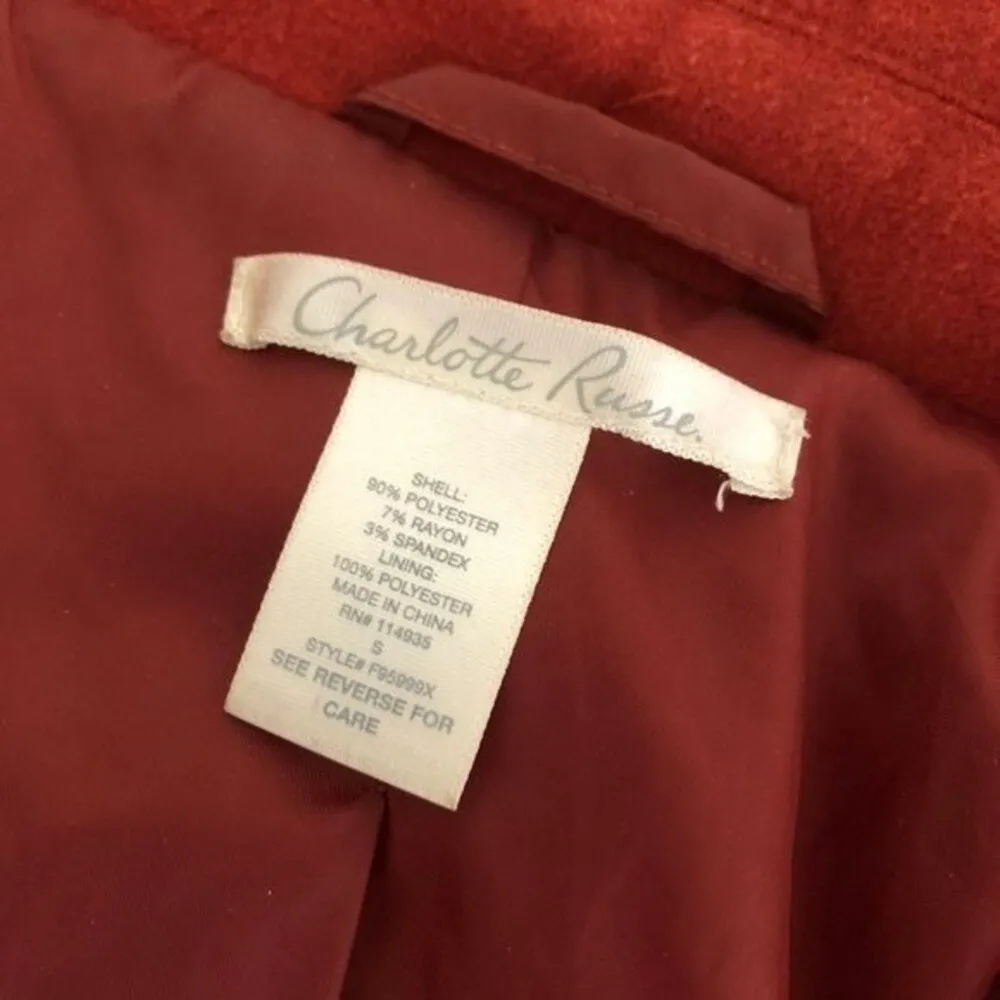 Charlotte Russe.
SHELL:
90% POLYESTER
7% RAYON
3% SPANDEX
LINING:
100% POLYESTER
MADE IN CHINA
RN# 114935
S
STYLE# F95999X
SEE REVERSE FOR
CARE